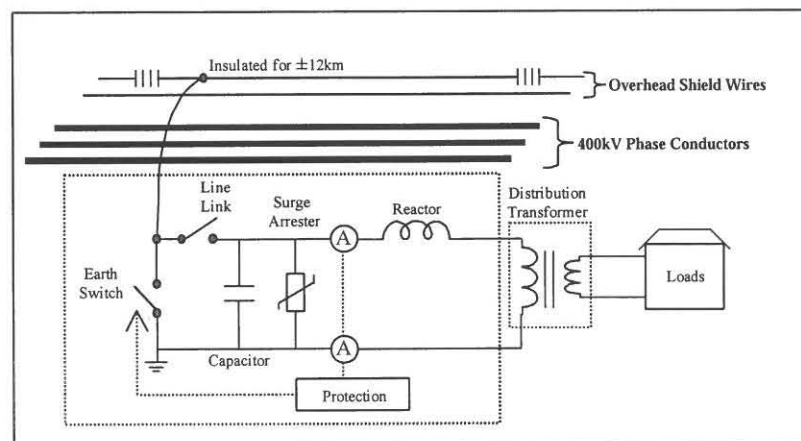 Insulated for ±12km
Overhead Shield Wires
400kV Phase Conductors
Line
Link
Surge
Arrester
Reactor
Distribution
Transformer
A
Earth
Switch
Loads
A
Capacitor
Protection